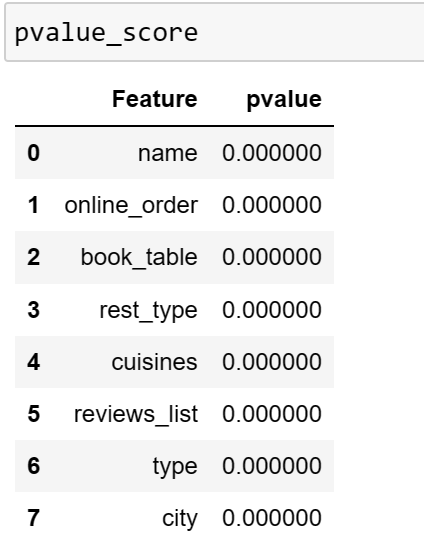 pvalue_score
Feature pvalue
0 name 0.000000
1 online_order 0.000000
2 book_table 0.000000
3 rest_type 0.000000
4 cuisines 0.000000
5 reviews_list 0.000000
6 type 0.000000
7 city 0.000000